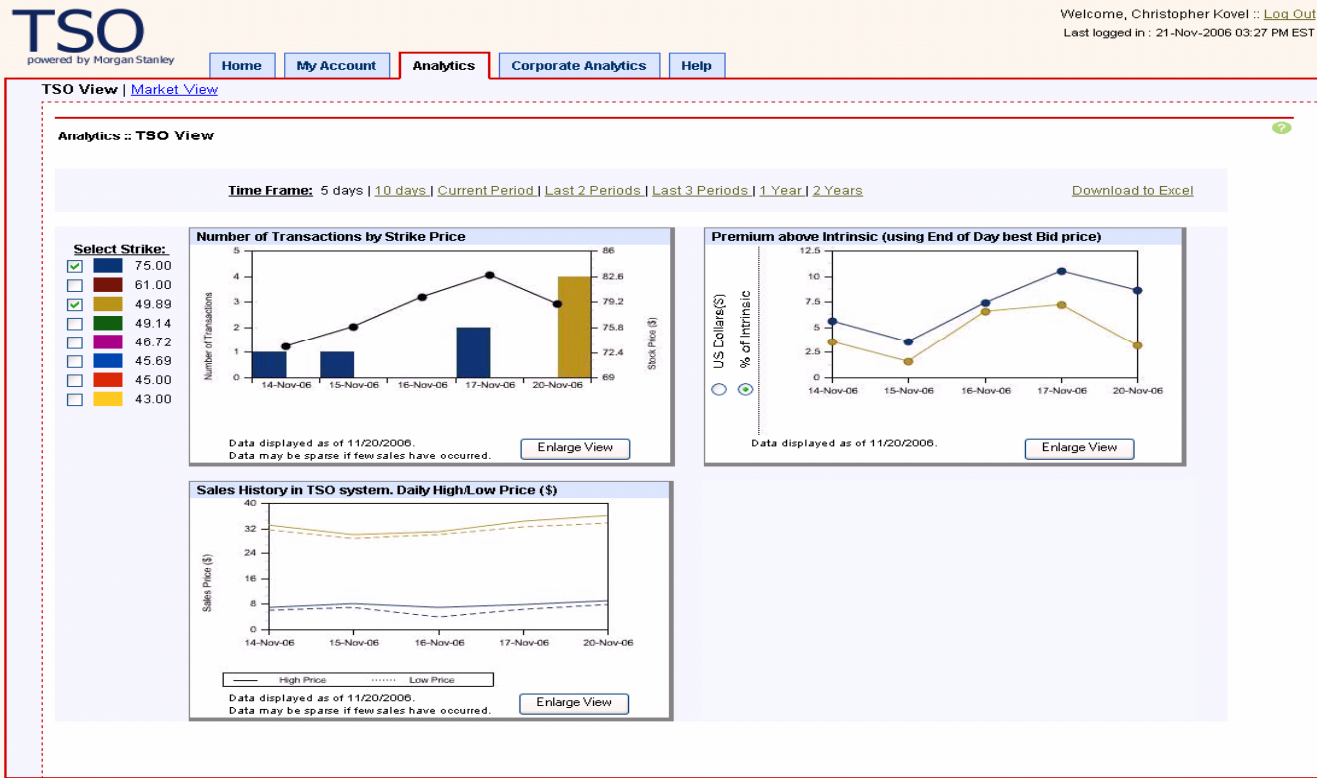 TSO
powered by Morgan Stanley
Welcome, Christopher Kovel :: Log Out
Last logged in : 21-Nov-2006 03:27 PM EST
Home
My Account
Analytics
Corporate Analytics
Help
TSO View | Market View
Analytics :: TSO View
?
Time Frame: 5 days | 10 days | Current Period | Last 2 Periods | Last 3 Periods | 1 Year | 2 Years
Download to Excel
Select Strike:
75.00
61.00
49.89
49.14
46.72
45.69
45.00
43.00
Number of Transactions by Strike Price
Number of Transactions
5
4
3
2
1
0
86
82.6
79.2
75.8
72.4
69
Stock Price ($)
14-Nov-06 15-Nov-06 16-Nov-06 17-Nov-06 20-Nov-06
Data displayed as of 11/20/2006.
Data may be sparse if few sales have occurred.
Enlarge View
Premium above Intrinsic (using End of Day best Bid price)
US Dollars($)
% of Intrinsic
12.5
10
7.5
5
2.5
0
14-Nov-06 15-Nov-06 16-Nov-06 17-Nov-06 20-Nov-06
Data displayed as of 11/20/2006.
Enlarge View
Sales History in TSO system. Daily High/Low Price ($)
Sales Price ($)
40
32
24
16
8
0
14-Nov-06 15-Nov-06 16-Nov-06 17-Nov-06 20-Nov-06
High Price Low Price
Data displayed as of 11/20/2006.
Data may be sparse if few sales have occurred.
Enlarge View